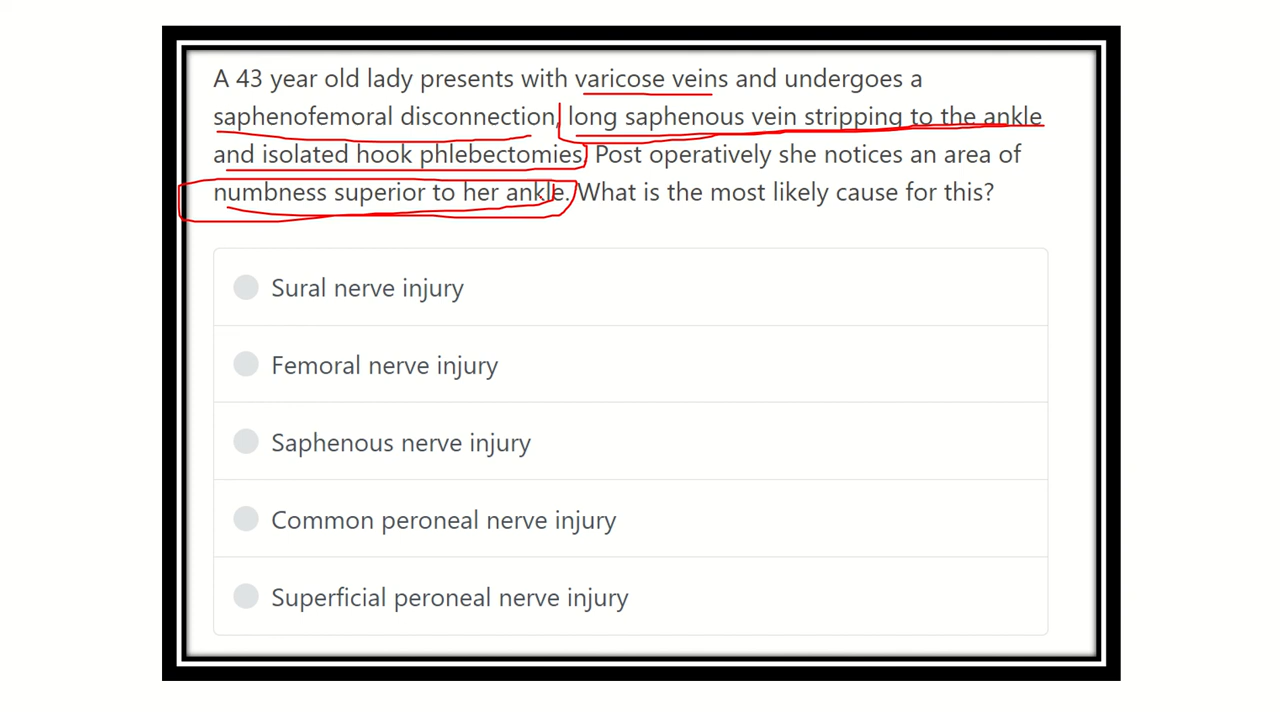 A 43 year old lady presents with varicose veins and undergoes a
saphenofemoral disconnection, long saphenous vein stripping to the ankle
and isolated hook phlebectomies. Post operatively she notices an area of
numbness superior to her ankle. What is the most likely cause for this?
Sural nerve injury
Femoral nerve injury
Saphenous nerve injury
Common peroneal nerve injury
Superficial peroneal nerve injury